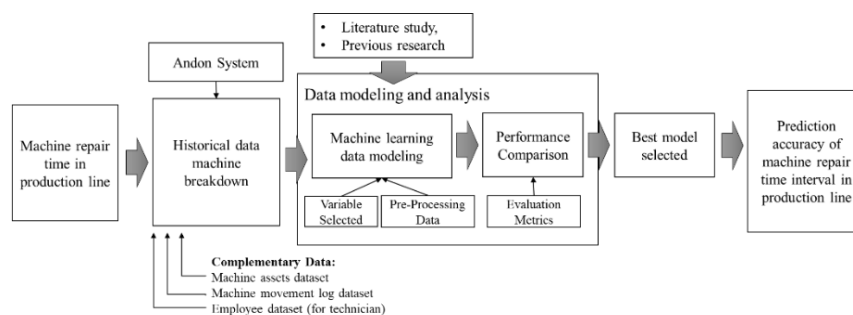 • Literature study,
• Previous research
Andon System
Data modeling and analysis
Machine repair
time in
production line
Historical data
machine
breakdown
Machine learning
data modeling
Performance
Comparison
Best model
selected
Prediction
accuracy of
machine repair
time interval in
production line
Variable
Selected
Pre-Processing
Data
Evaluation
Metrics
Complementary Data:
Machine assets dataset
Machine movement log dataset
Employee dataset (for technician)